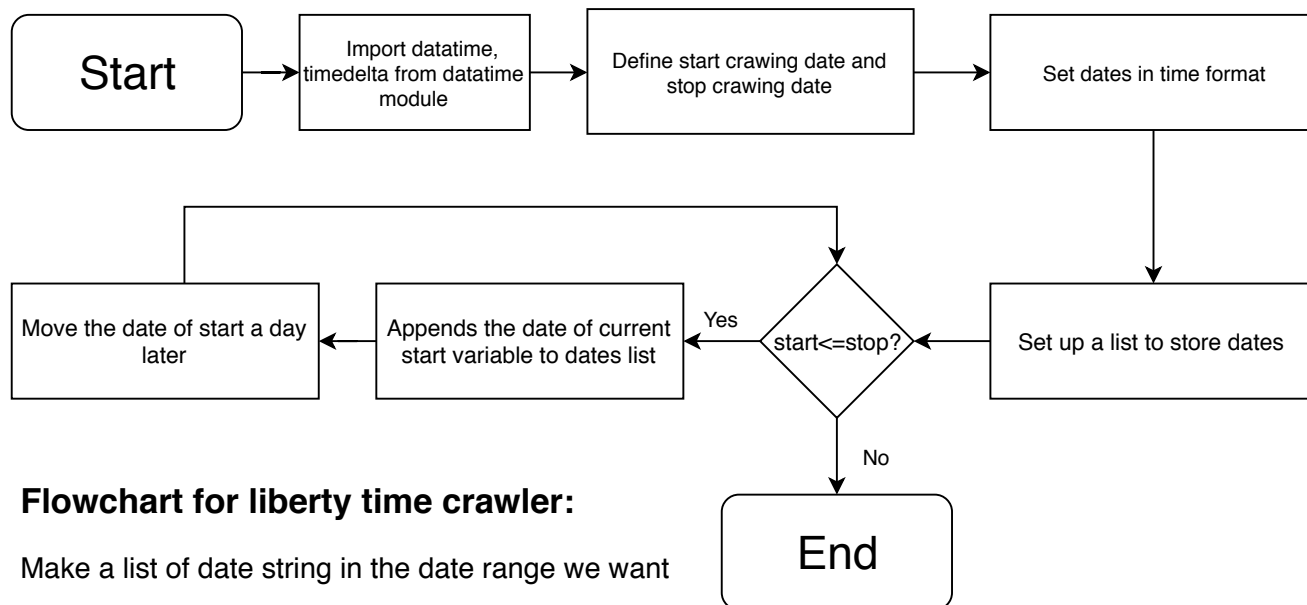 Start
Import datatime,
timedelta from datatime
module
Define start crawing date and
stop crawing date
Set dates in time format
Move the date of start a day
later
Appends the date of current
start variable to dates list
Yes
start<=stop?
Set up a list to store dates
No
Flowchart for liberty time crawler:
End
Make a list of date string in the date range we want